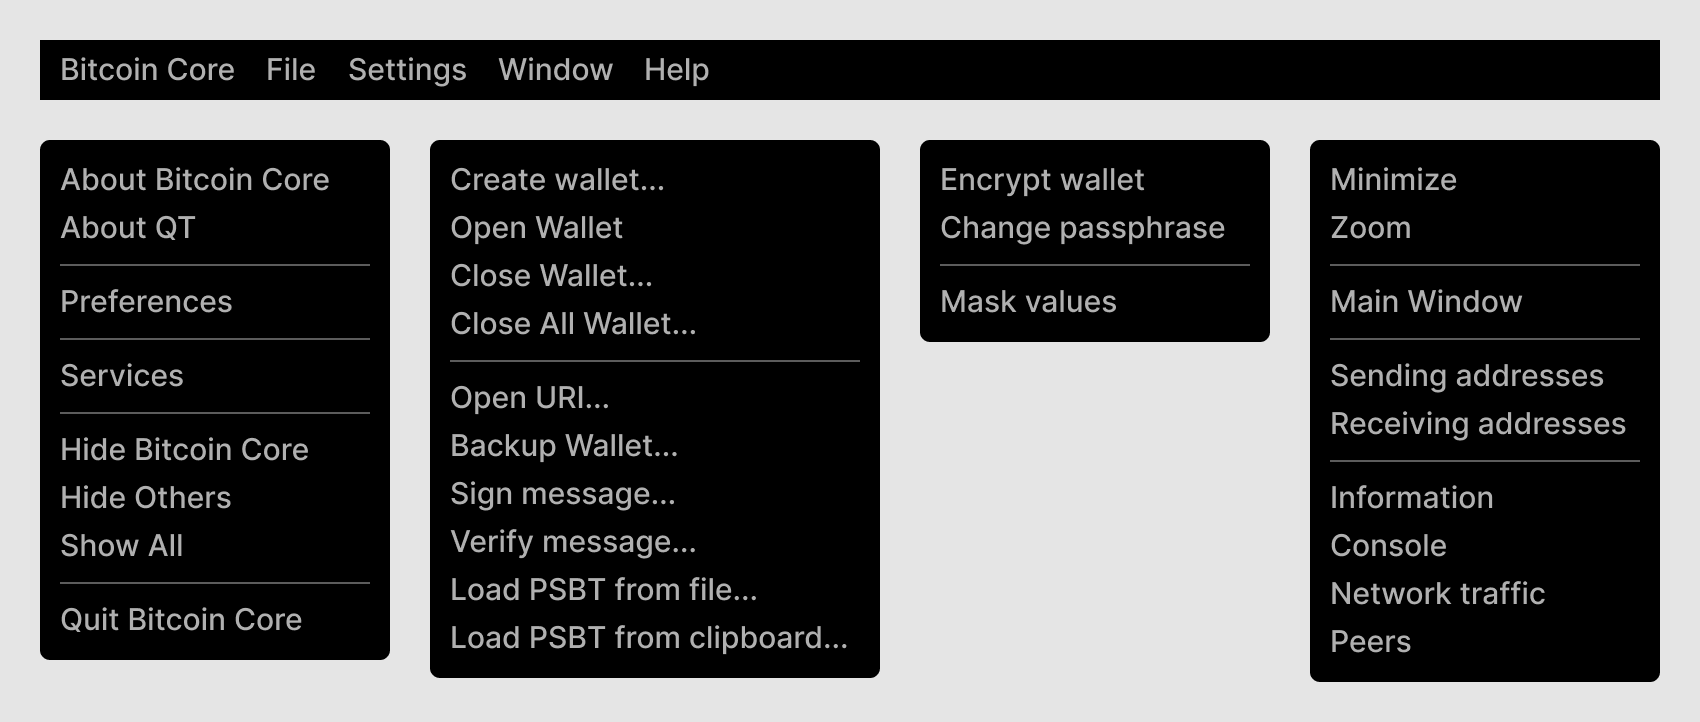 Bitcoin Core File Settings Window Help
About Bitcoin Core
About QT
Preferences
Services
Hide Bitcoin Core
Hide Others
Show All
Quit Bitcoin Core
Create wallet...
Open Wallet
Close Wallet...
Close All Wallet...
Open URI...
Backup Wallet...
Sign message...
Verify message...
Load PSBT from file...
Load PSBT from clipboard...
Encrypt wallet
Change passphrase
Mask values
Minimize
Zoom
Main Window
Sending addresses
Receiving addresses
Information
Console
Network traffic
Peers